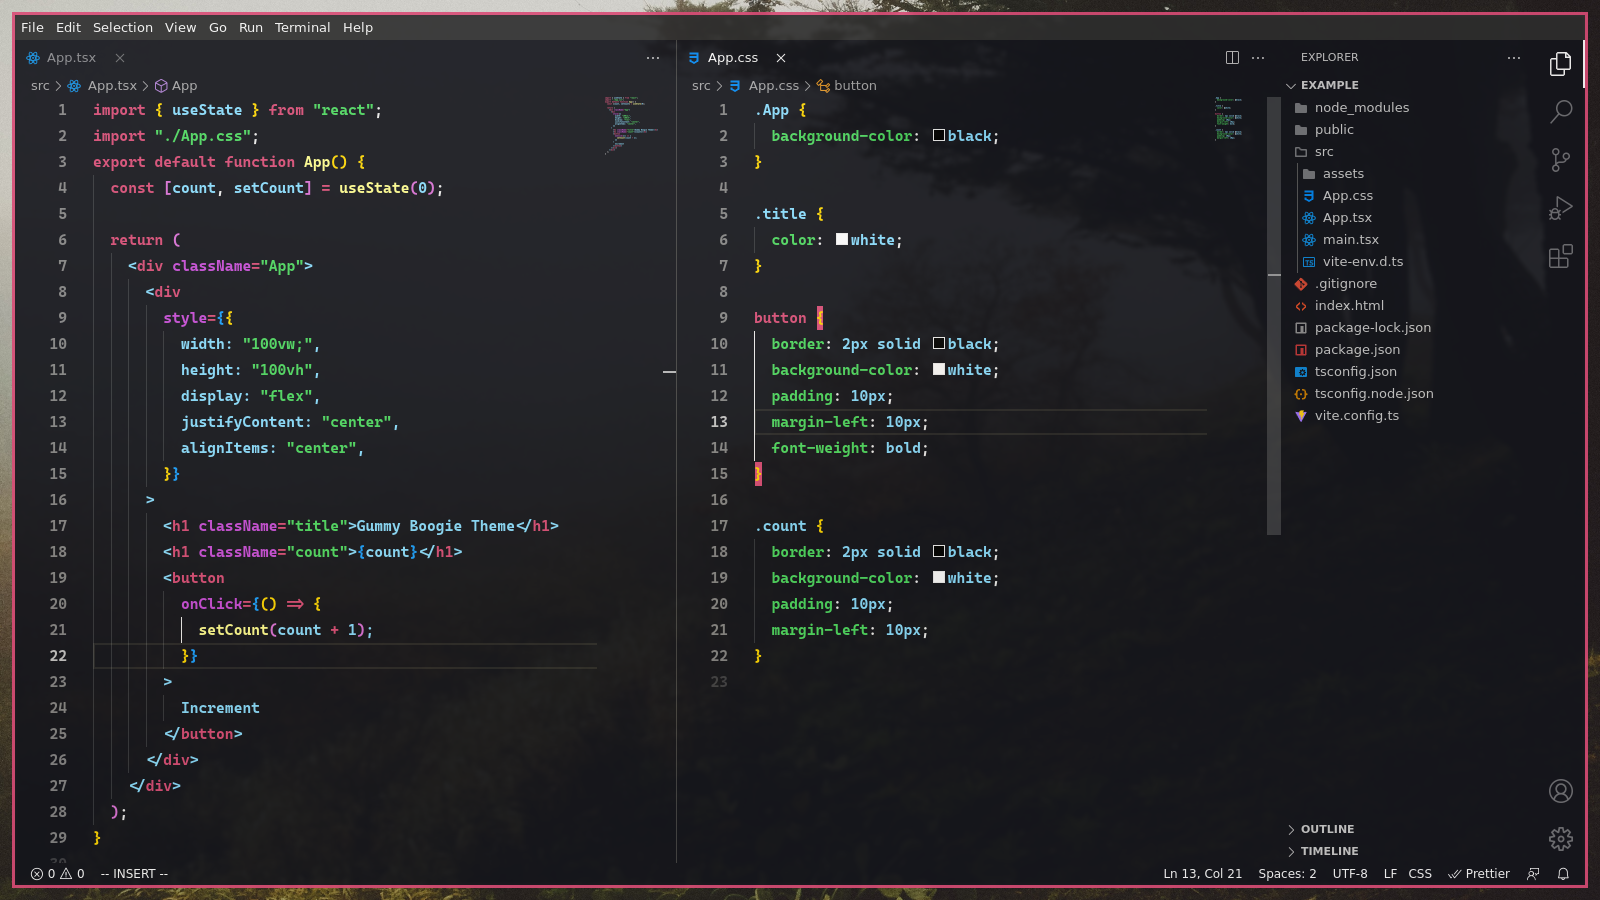 File Edit Selection View Go Run Terminal Help
App.tsx
src App.tsx App
1 import { useState } from "react";
2 import "./App.css";
3 export default function App() {
4 const [count, setCount] = useState(0);
5
6 return (
7 <div className="App">
8 <div
9 style={{
10 width: "100vw;",
11 height: "100vh",
12 display: "flex",
13 justifyContent: "center",
14 alignItems: "center",
15 }}
16 >
17 <h1 className="title">Gummy Boogie Theme</h1>
18 <h1 className="count">{count}</h1>
19 <button
20 onClick={() => {
21 setCount(count + 1);
22 }}
23 >
24 Increment
25 </button>
26 </div>
27 </div>
28 );
29 }
30
App.css
src App.css button
1 .App {
2 background-color: black;
3 }
4
5 .title {
6 color: white;
7 }
8
9 button {
10 border: 2px solid black;
11 background-color: white;
12 padding: 10px;
13 margin-left: 10px;
14 font-weight: bold;
15 }
16
17 .count {
18 border: 2px solid black;
19 background-color: white;
20 padding: 10px;
21 margin-left: 10px;
22 }
23
EXPLORER
EXAMPLE
node_modules
public
src
assets
App.css
App.tsx
main.tsx
TS vite-env.d.ts
.gitignore
index.html
package-lock.json
package.json
tsconfig.json
tsconfig.node.json
vite.config.ts
OUTLINE
TIMELINE
0 0 -- INSERT -- Ln 13, Col 21 Spaces: 2 UTF-8 LF CSS Prettier